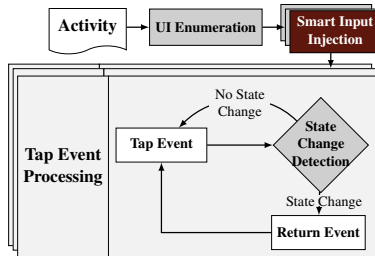 Activity
UI Enumeration
Smart Input
Injection
No State
Change
Tap Event
Processing
Tap Event
State
Change
Detection
State Change
Return Event